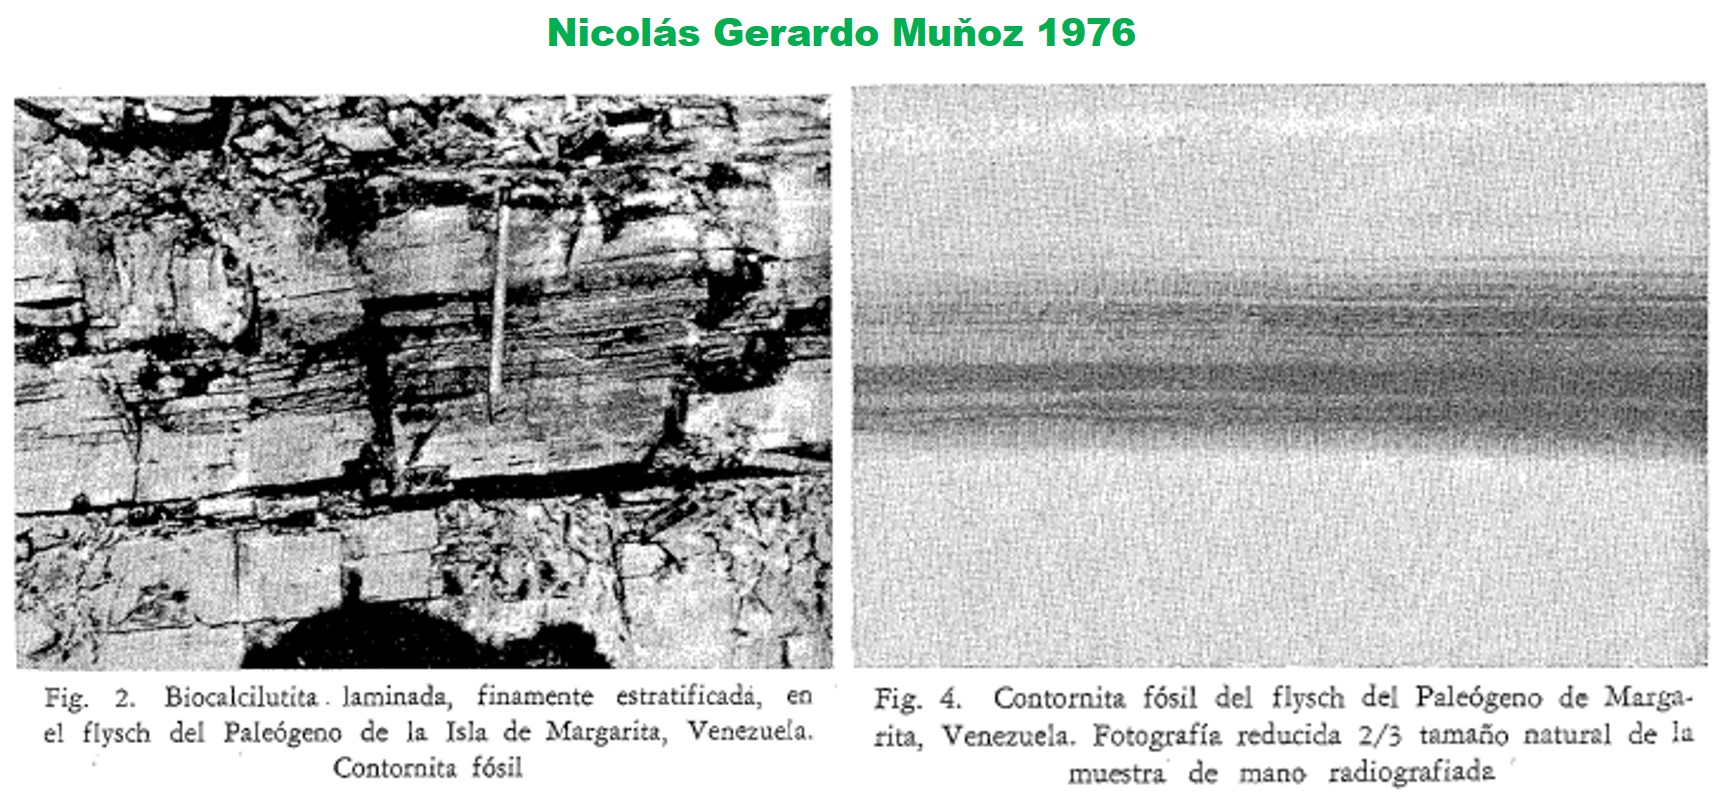 Nicolás Gerardo Muňoz 1976
Fig. 2. Biocalcilutita laminada, finamente estratificada, en
el flysch del Paleógeno de la Isla de Margarita, Venezuela.
Contornita fósil
Fig. 4. Contornita fósil del flysch del Paleógeno de Marga-
rita, Venezuela. Fotografía reducida 2/3 tamaño natural de la
muestra de mano radiografiada